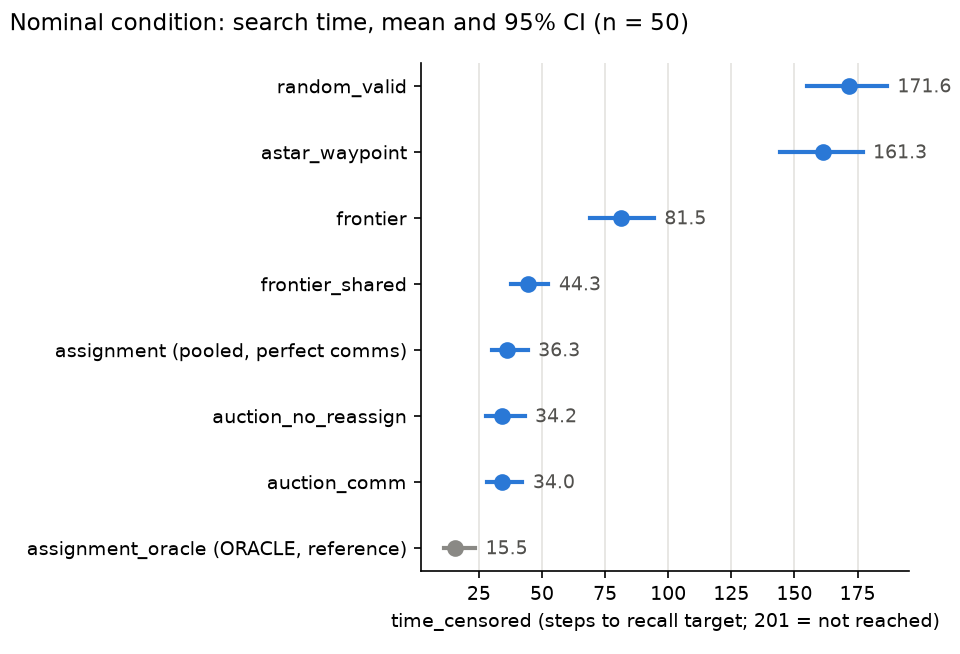 Nominal condition: search time, mean and 95% CI (n = 50)
random_valid 171.6
astar_waypoint 161.3
frontier 81.5
frontier_shared 44.3
assignment (pooled, perfect comms) 36.3
auction_no_reassign 34.2
auction_comm 34.0
assignment_oracle (ORACLE, reference) 15.5
25 50 75 100 125 150 175
time_censored (steps to recall target; 201 = not reached)